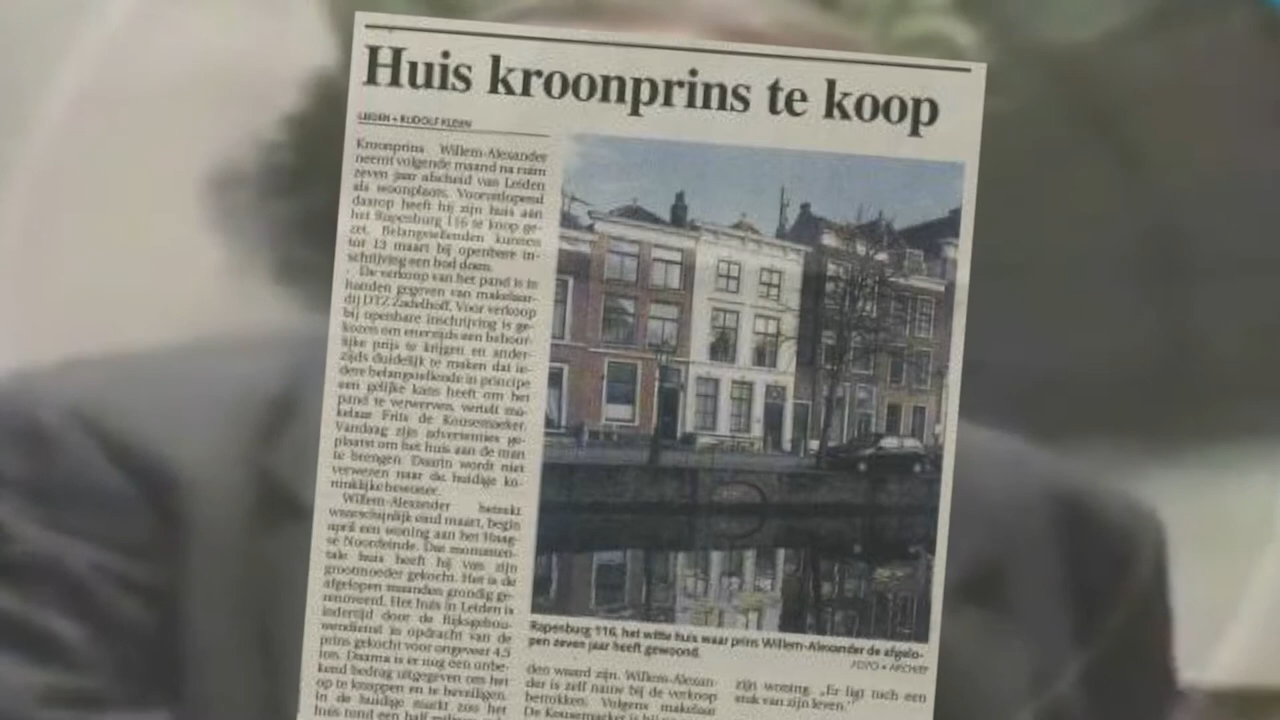 Huis kroonprins te koop
LEIDEN • RUDOLF KLEIJN
Kroonprins Willem-Alexander
neemt volgende maand na ruim
zeven jaar afscheid van Leiden
als woonplaats. Vooruitlopend
daarop heeft hij zijn huis aan
het Rapenburg 116 te koop ge-
zet. Belangstellenden kunnen
tot 13 maart bij openbare in-
schrijving een bod doen.
De verkoop van het pand is in
handen gegeven van makelaar-
dij DTZ Zadelhoff. Voor verkoop
bij openbare inschrijving is ge-
kozen om enerzijds een behoor-
lijke prijs te krijgen en ander-
zijds duidelijk te maken dat ie-
dere belangstellende in principe
een gelijke kans heeft om het
pand te verwerven, vertelt ma-
kelaar Frits de Kousemaeker.
Vandaag zijn advertenties ge-
plaatst om het huis aan de man
te brengen. Daarin wordt niet
verwezen naar de huidige ko-
ninklijke bewoner.
Willem-Alexander betrekt
waarschijnlijk eind maart, begin
april een woning aan het Haag-
se Noordeinde. Dat monumen-
tale huis heeft hij van zijn
grootmoeder gekocht. Het is de
afgelopen maanden grondig ge-
renoveerd. Het huis in Leiden is
indertijd door de Rijksgebou-
wendienst in opdracht van de
prins gekocht voor ongeveer 4,5
ton. Daarna is er nog een onbe-
kend bedrag uitgegeven om het
op te knappen en te beveiligen.
In de huidige markt zou het
huis rond een half
Rapenburg 116, het witte huis waar prins Willem-Alexander de afgelo-
pen zeven jaar heeft gewoond.
FOTO • ARCHIEF
den waard zijn. Willem-Alexan-
der is zelf nauw bij de verkoop
betrokken. Volgens makelaar
De Kousemaeker is hij
zijn woning. „Er ligt toch een
stuk van zijn leven."